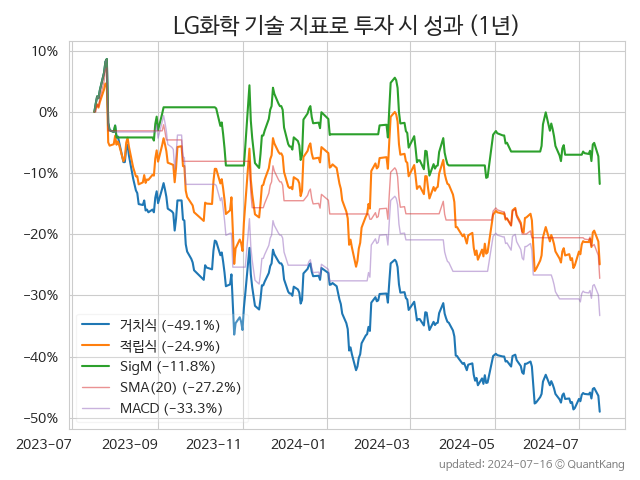 LG화학 기술 지표로 투자 시 성과 (1년)
10%
0%
−10%
−20%
−30%
−40%
−50%
거치식 (−49.1%)
적립식 (−24.9%)
SigM (−11.8%)
SMA(20) (−27.2%)
MACD (−33.3%)
2023-07 2023-09 2023-11 2024-01 2024-03 2024-05 2024-07
updated: 2024-07-16 © QuantKang